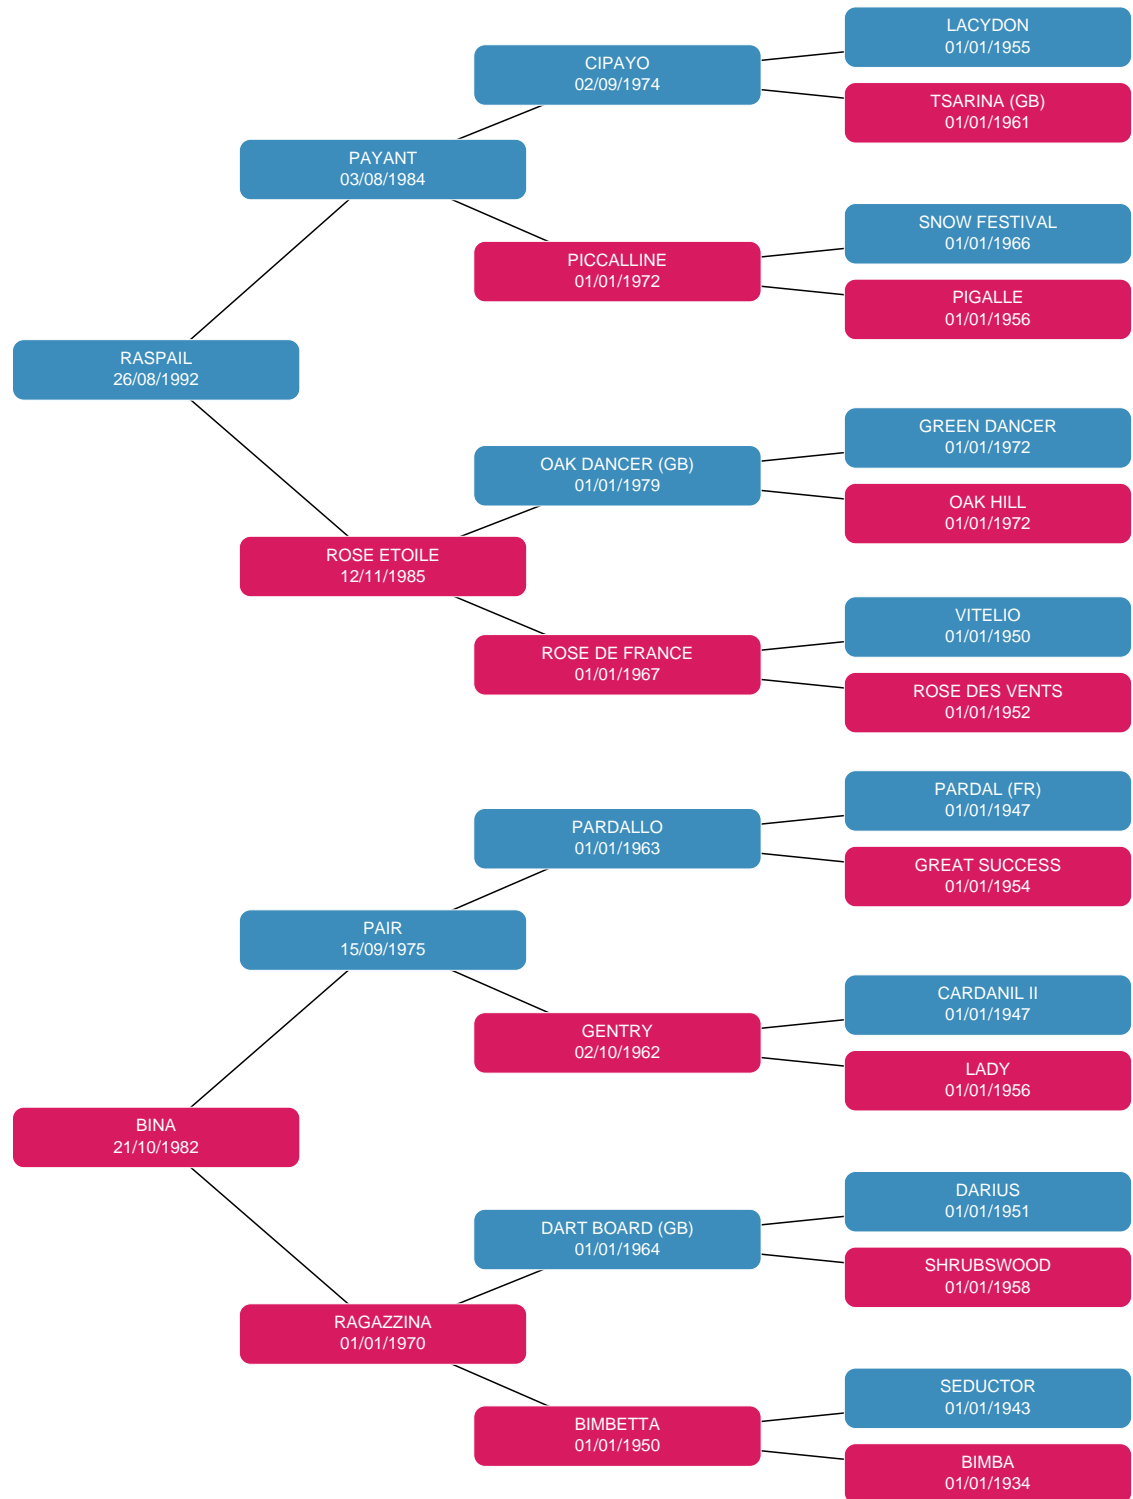 LACYDON
01/01/1955
CIPAYO
02/09/1974
TSARINA (GB)
01/01/1961
PAYANT
03/08/1984
SNOW FESTIVAL
01/01/1966
PICCALLINE
01/01/1972
PIGALLE
01/01/1956
RASPAIL
26/08/1992
GREEN DANCER
01/01/1972
OAK DANCER (GB)
01/01/1979
OAK HILL
01/01/1972
ROSE ETOILE
12/11/1985
VITELIO
01/01/1950
ROSE DE FRANCE
01/01/1967
ROSE DES VENTS
01/01/1952
PARDAL (FR)
01/01/1947
PARDALLO
01/01/1963
GREAT SUCCESS
01/01/1954
PAIR
15/09/1975
CARDANIL II
01/01/1947
GENTRY
02/10/1962
LADY
01/01/1956
BINA
21/10/1982
DARIUS
01/01/1951
DART BOARD (GB)
01/01/1964
SHRUBSWOOD
01/01/1958
RAGAZZINA
01/01/1970
SEDUCTOR
01/01/1943
BIMBETTA
01/01/1950
BIMBA
01/01/1934